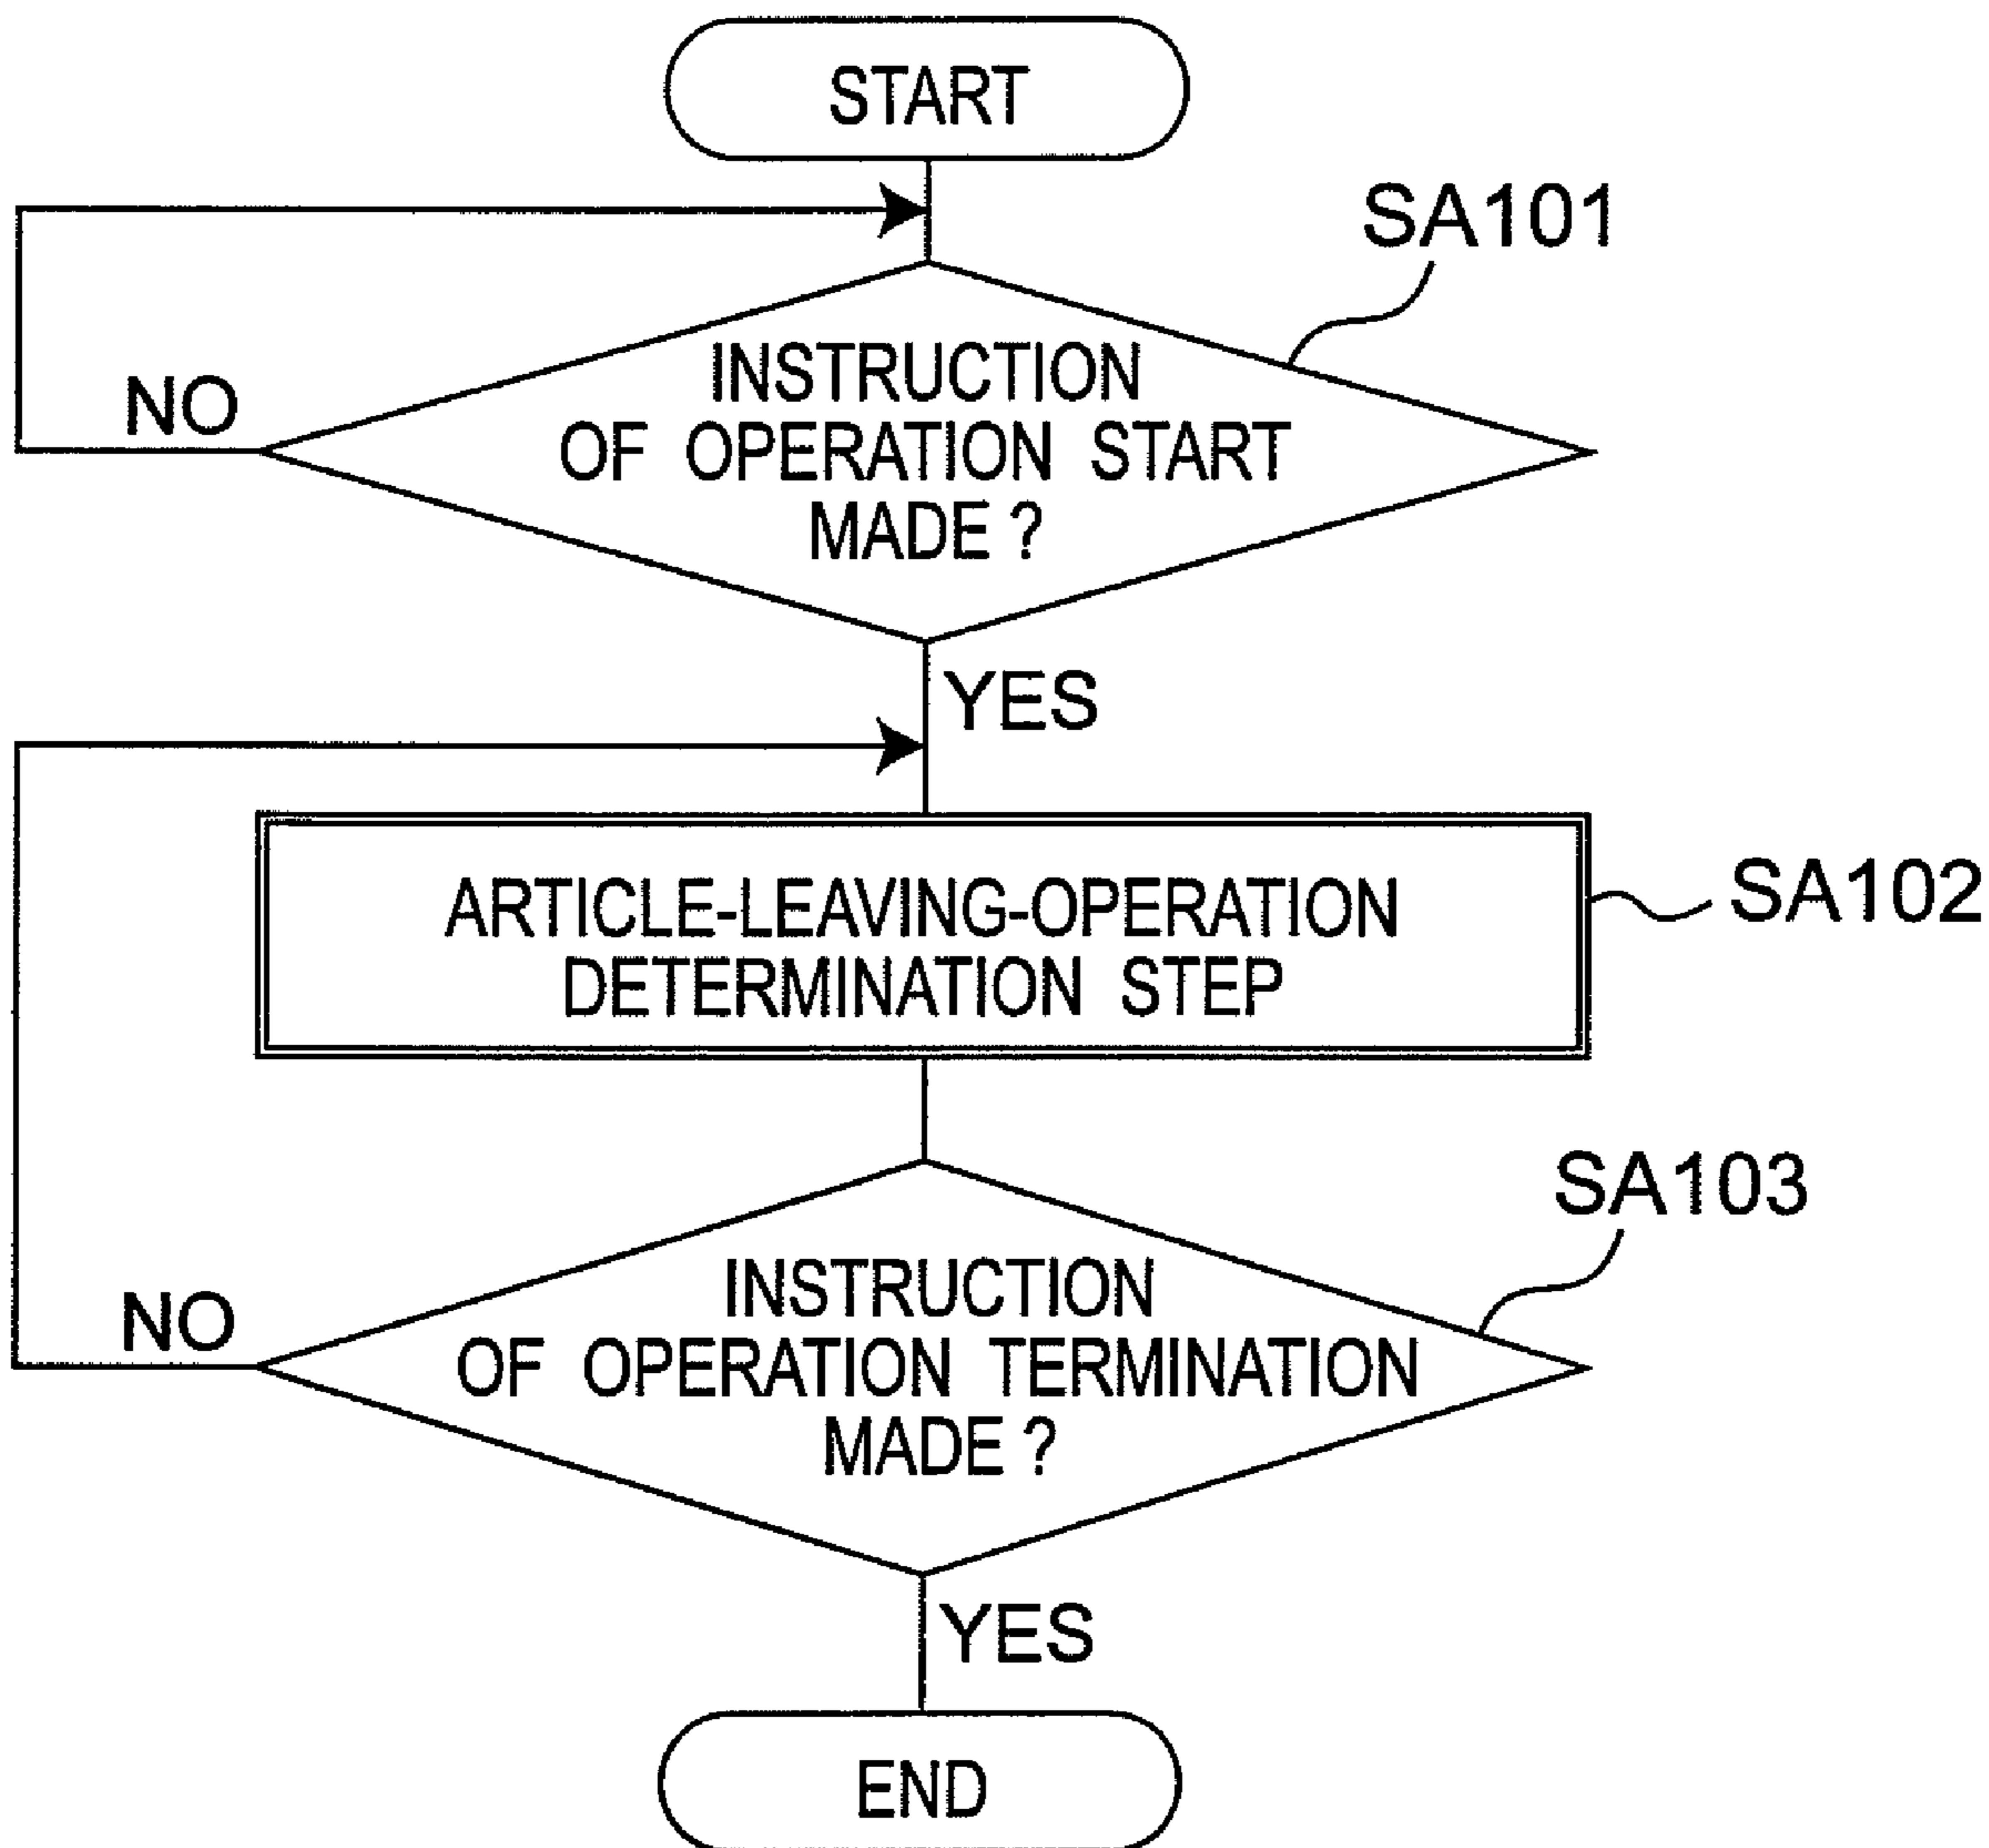 START
SA101
INSTRUCTION
OF OPERATION START
MADE ?
NO
YES
ARTICLE-LEAVING-OPERATION
DETERMINATION STEP
SA102
SA103
INSTRUCTION
OF OPERATION TERMINATION
MADE ?
NO
YES
END